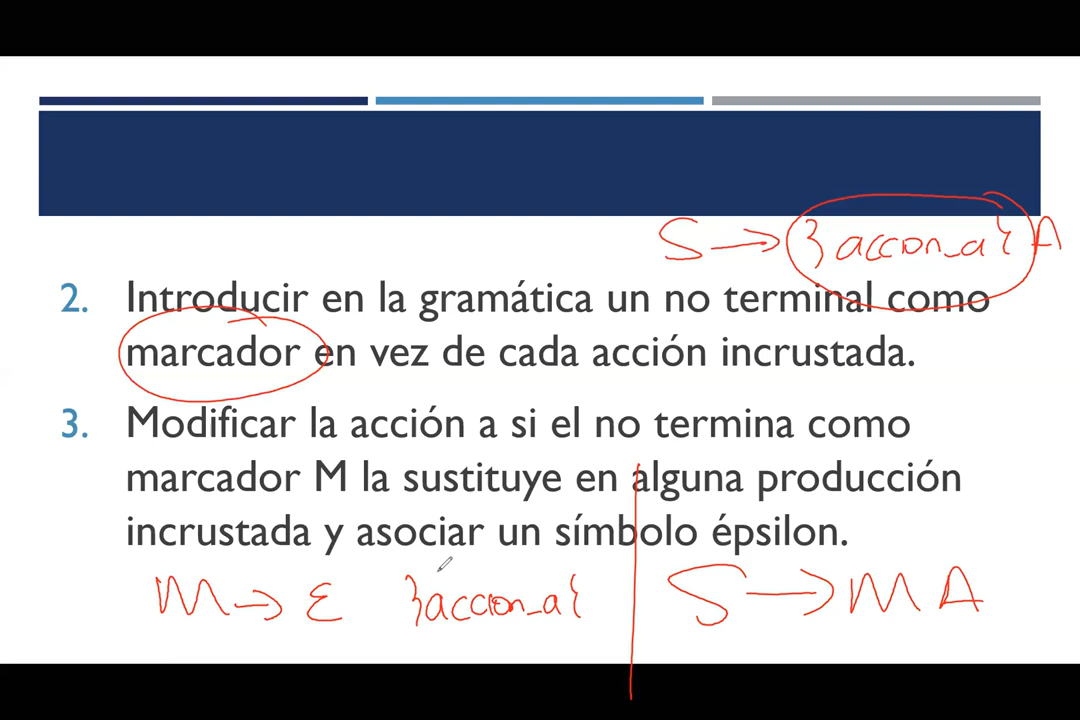 S → } accion_a { A
2. Introducir en la gramática un no terminal como
marcador en vez de cada acción incrustada.
3. Modificar la acción a si el no termina como
marcador M la sustituye en alguna producción
incrustada y asociar un símbolo épsilon.
M → ε }accion_a{
S → M A